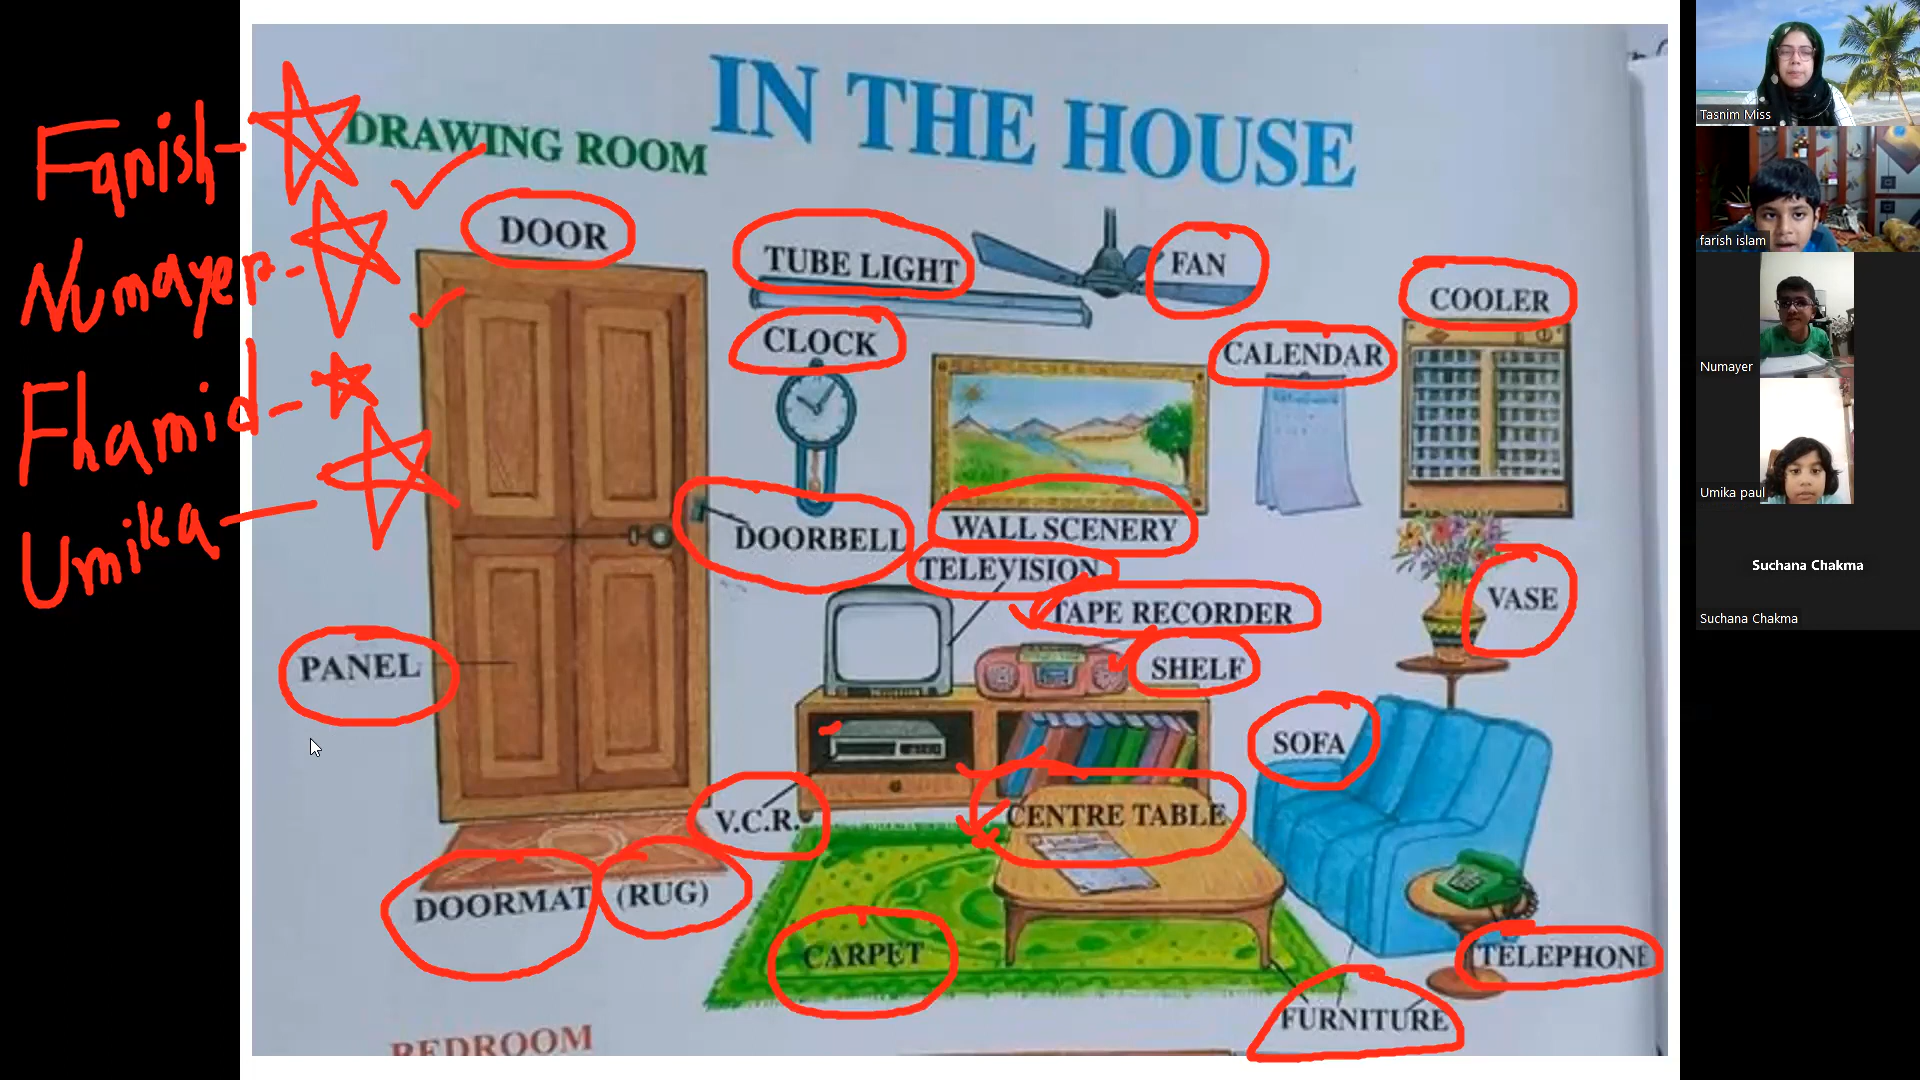 IN THE HOUSE
DRAWING ROOM
DOOR
TUBE LIGHT
FAN
COOLER
CLOCK
CALENDAR
DOORBELL
WALL SCENERY
TELEVISION
TAPE RECORDER
VASE
PANEL
SHELF
SOFA
V.C.R.
CENTRE TABLE
DOORMAT (RUG)
CARPET
TELEPHONE
FURNITURE
BEDROOM
Farish-
Numayer-
Fhamid-
Umika-
Tasnim Miss
farish islam
Numayer
Umika paul
Suchana Chakma
Suchana Chakma